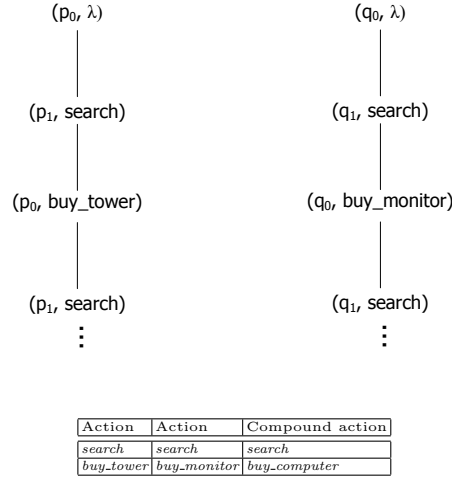 (p₀, λ) (q₀, λ)
(p₁, search) (q₁, search)
(p₀, buy_tower) (q₀, buy_monitor)
(p₁, search) (q₁, search)
⋮ ⋮
Action Action Compound action
search search search
buy_tower buy_monitor buy_computer